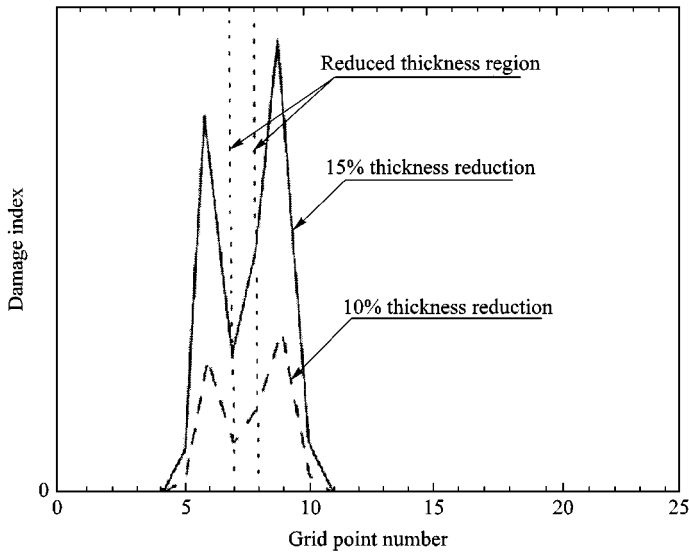 Reduced thickness region
15% thickness reduction
10% thickness reduction
Damage index
0
0 5 10 15 20 25
Grid point number